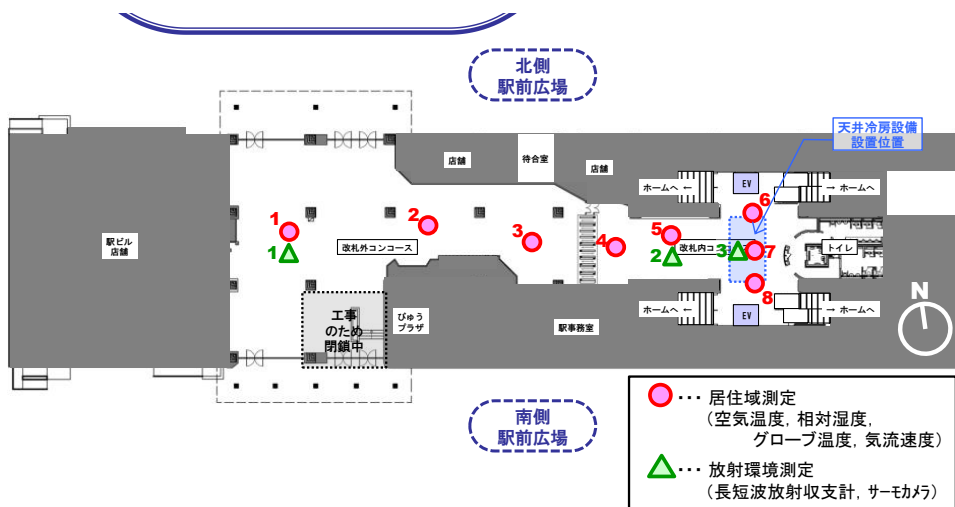 北側
駅前広場
天井冷房設備
設置位置
店舗
待合室
店舗
ホームへ ←
EV
→ ホームへ
6
1
2
3
4
5
駅ビル
店舗
改札外コンコース
改札内コ
7
トイレ
1
2
3
8
工事
のため
閉鎖中
びゅう
プラザ
駅事務室
ホームへ ←
EV
→ ホームへ
N
南側
駅前広場
・・・ 居住域測定
(空気温度, 相対湿度,
グローブ温度, 気流速度)
・・・ 放射環境測定
(長短波放射収支計, サーモカメラ)